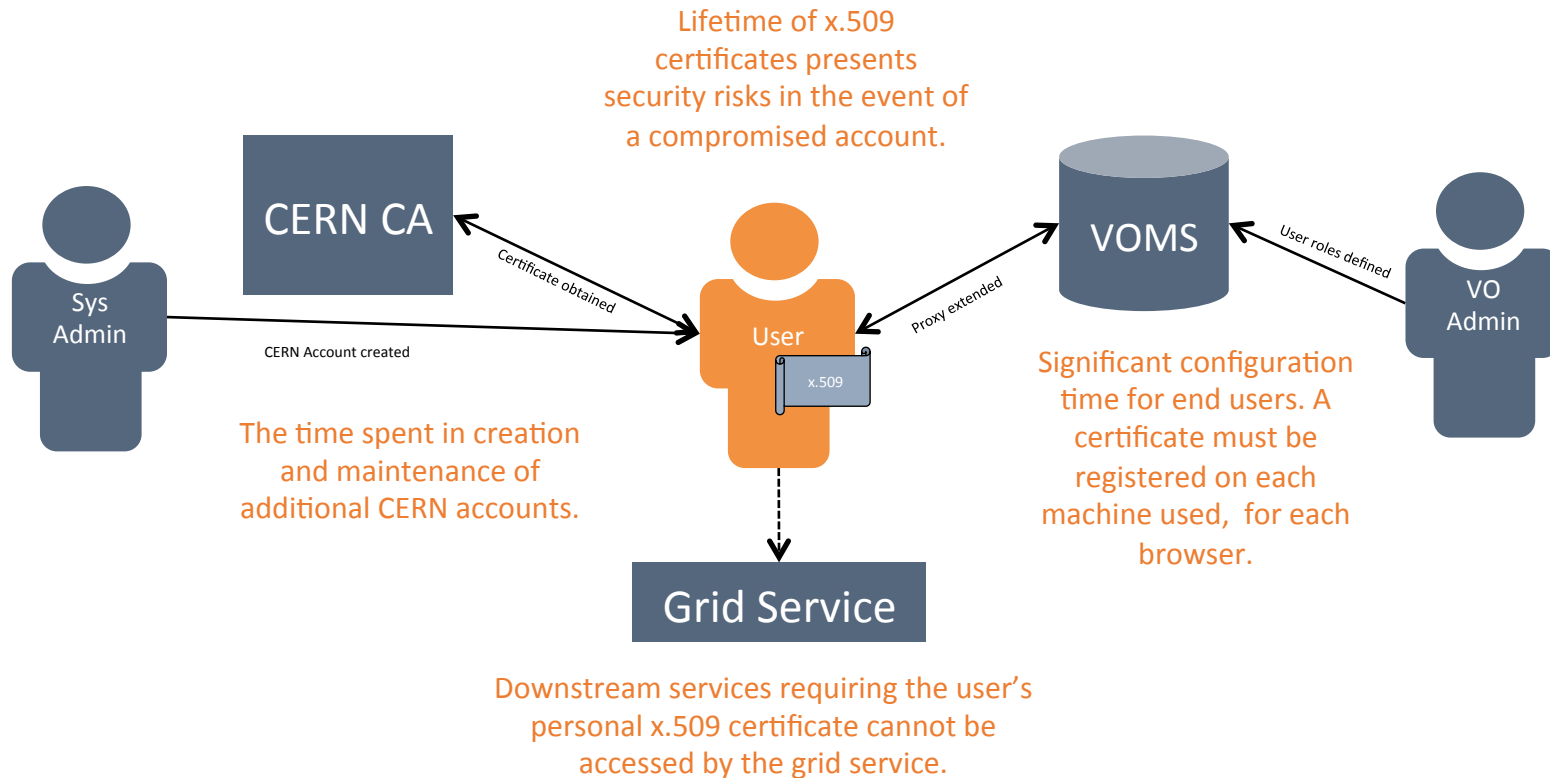 Lifetime of x.509
certificates presents
security risks in the event of
a compromised account.
CERN CA
VOMS
Certificate obtained
User roles defined
Sys
Admin
User
Proxy extended
VO
Admin
CERN Account created
x.509
The time spent in creation
and maintenance of
additional CERN accounts.
Significant configuration
time for end users. A
certificate must be
registered on each
machine used, for each
browser.
Grid Service
Downstream services requiring the user’s
personal x.509 certificate cannot be
accessed by the grid service.